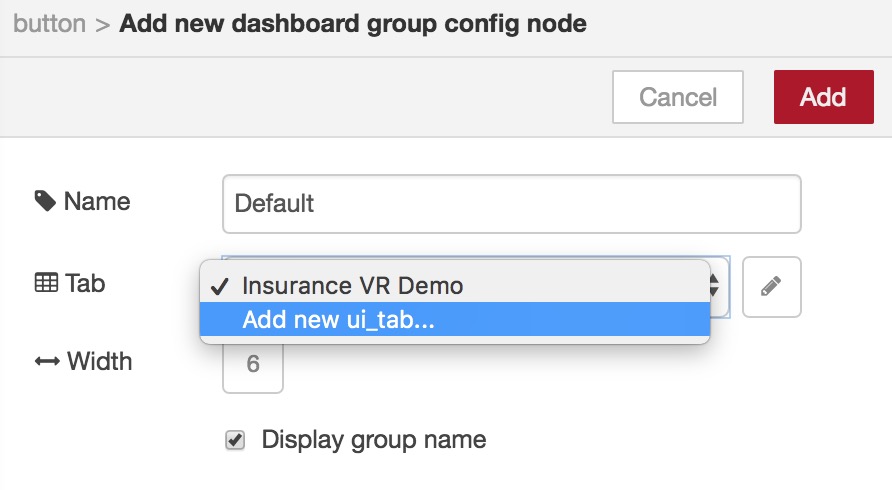 button > Add new dashboard group config node
Cancel
Add
Name
Default
Tab
✓ Insurance VR Demo
Add new ui_tab...
Width
6
Display group name